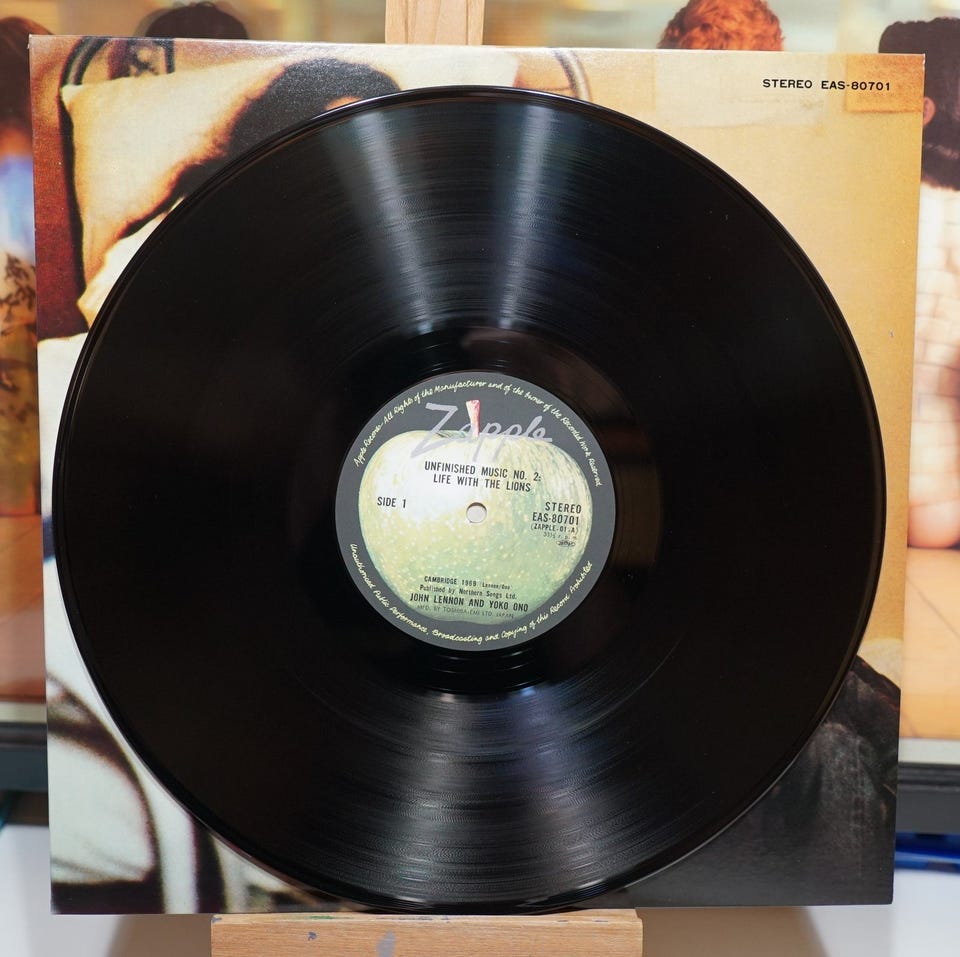 STEREO EAS-80701
Apple Records-All Rights of the Manufacturer and of the Owner of the Recorded Work Reserved
Zapple
UNFINISHED MUSIC NO. 2:
LIFE WITH THE LIONS
SIDE 1
STEREO
EAS-80701
(ZAPPLE-01-A)
CAMBRIDGE 1969 (Lennon/Ono)
Published by Northern Songs Ltd.
JOHN LENNON AND YOKO ONO
MFD. BY TOSHIBA-EMI LTD. JAPAN
Unauthorised Public Performance, Broadcasting and Copying of this Record Prohibited